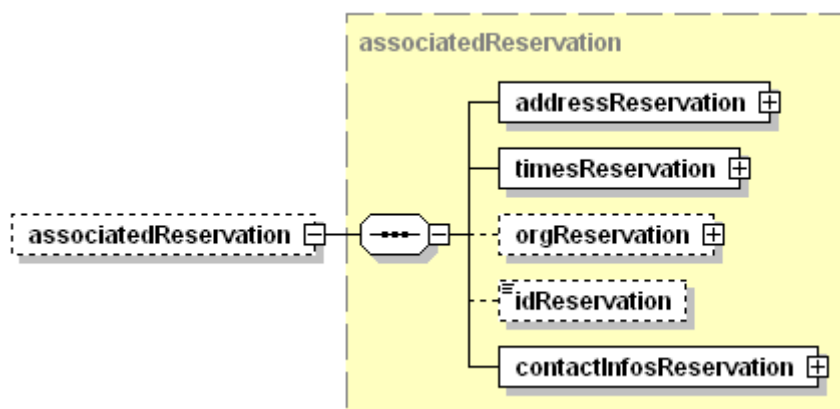 associatedReservation
addressReservation
timesReservation
associatedReservation
orgReservation
idReservation
contactInfosReservation